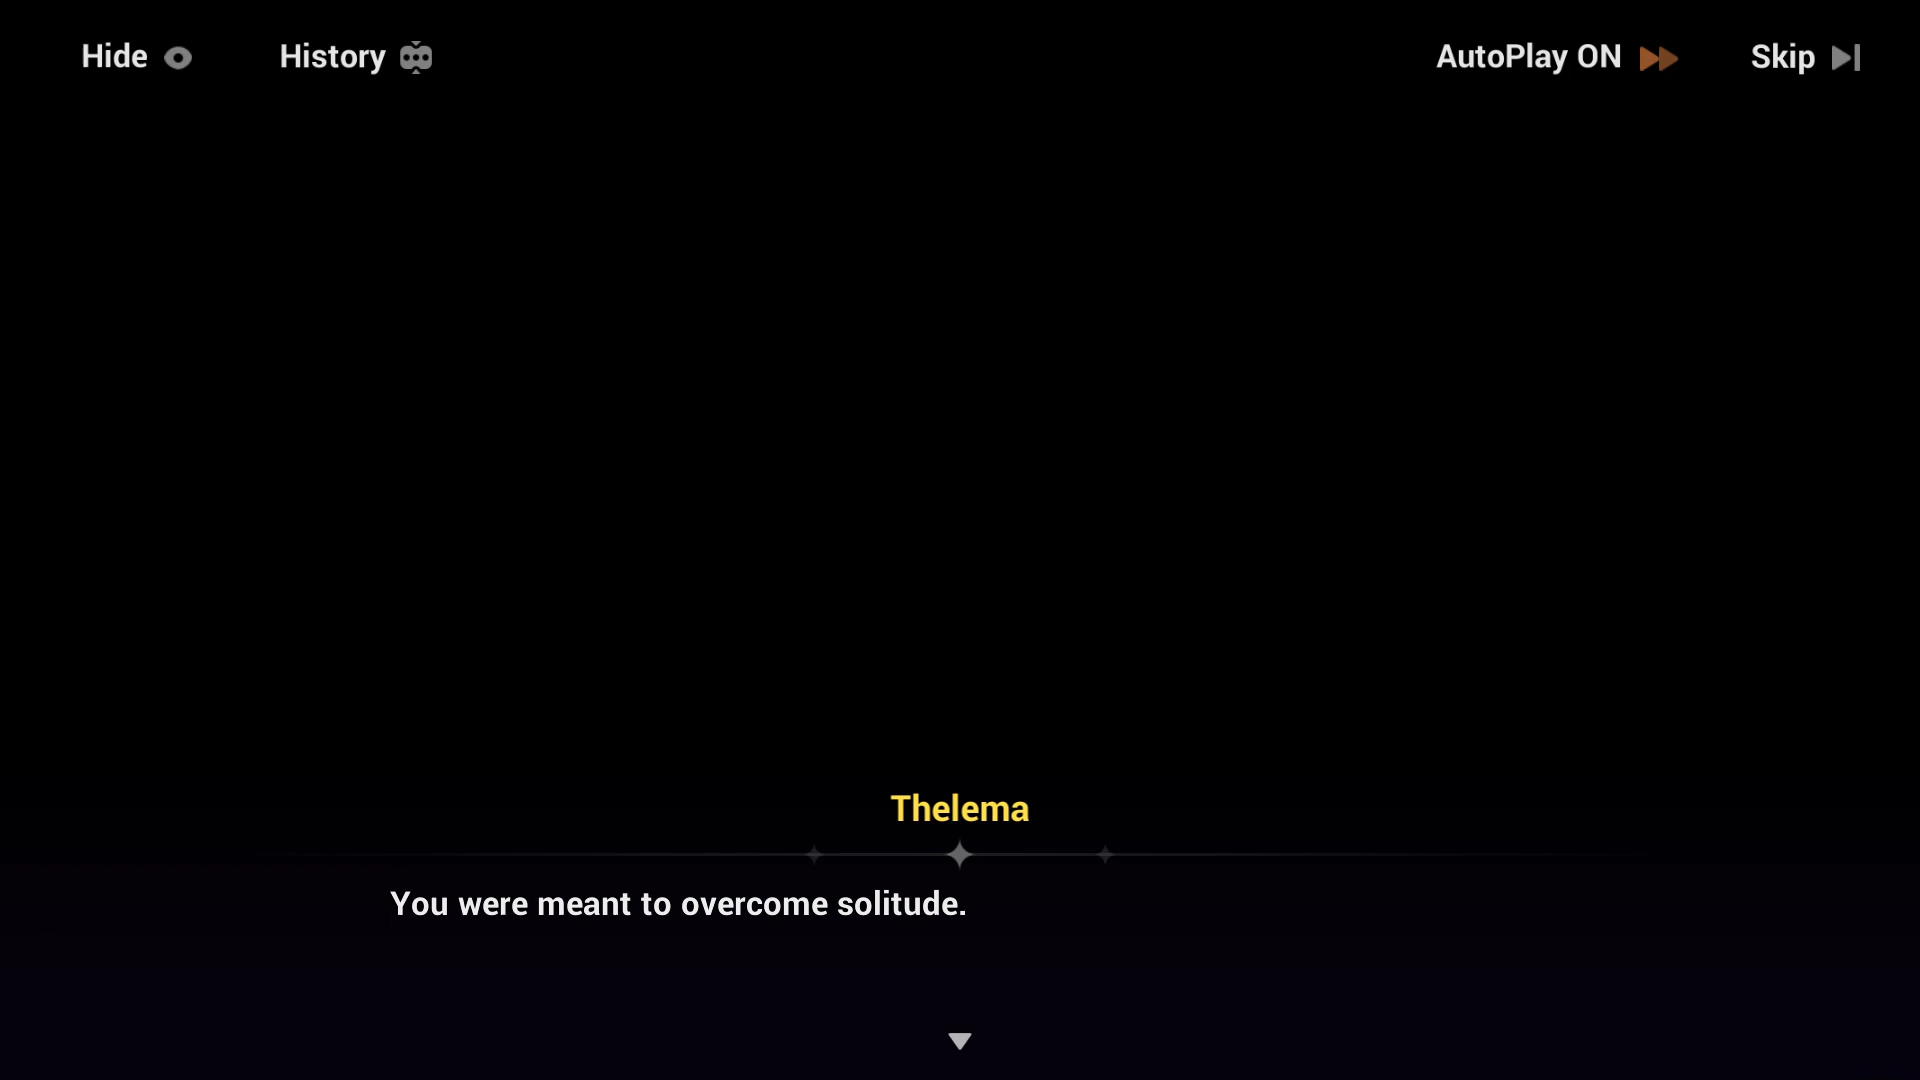 Hide
History
AutoPlay ON
Skip
Thelema
You were meant to overcome solitude.